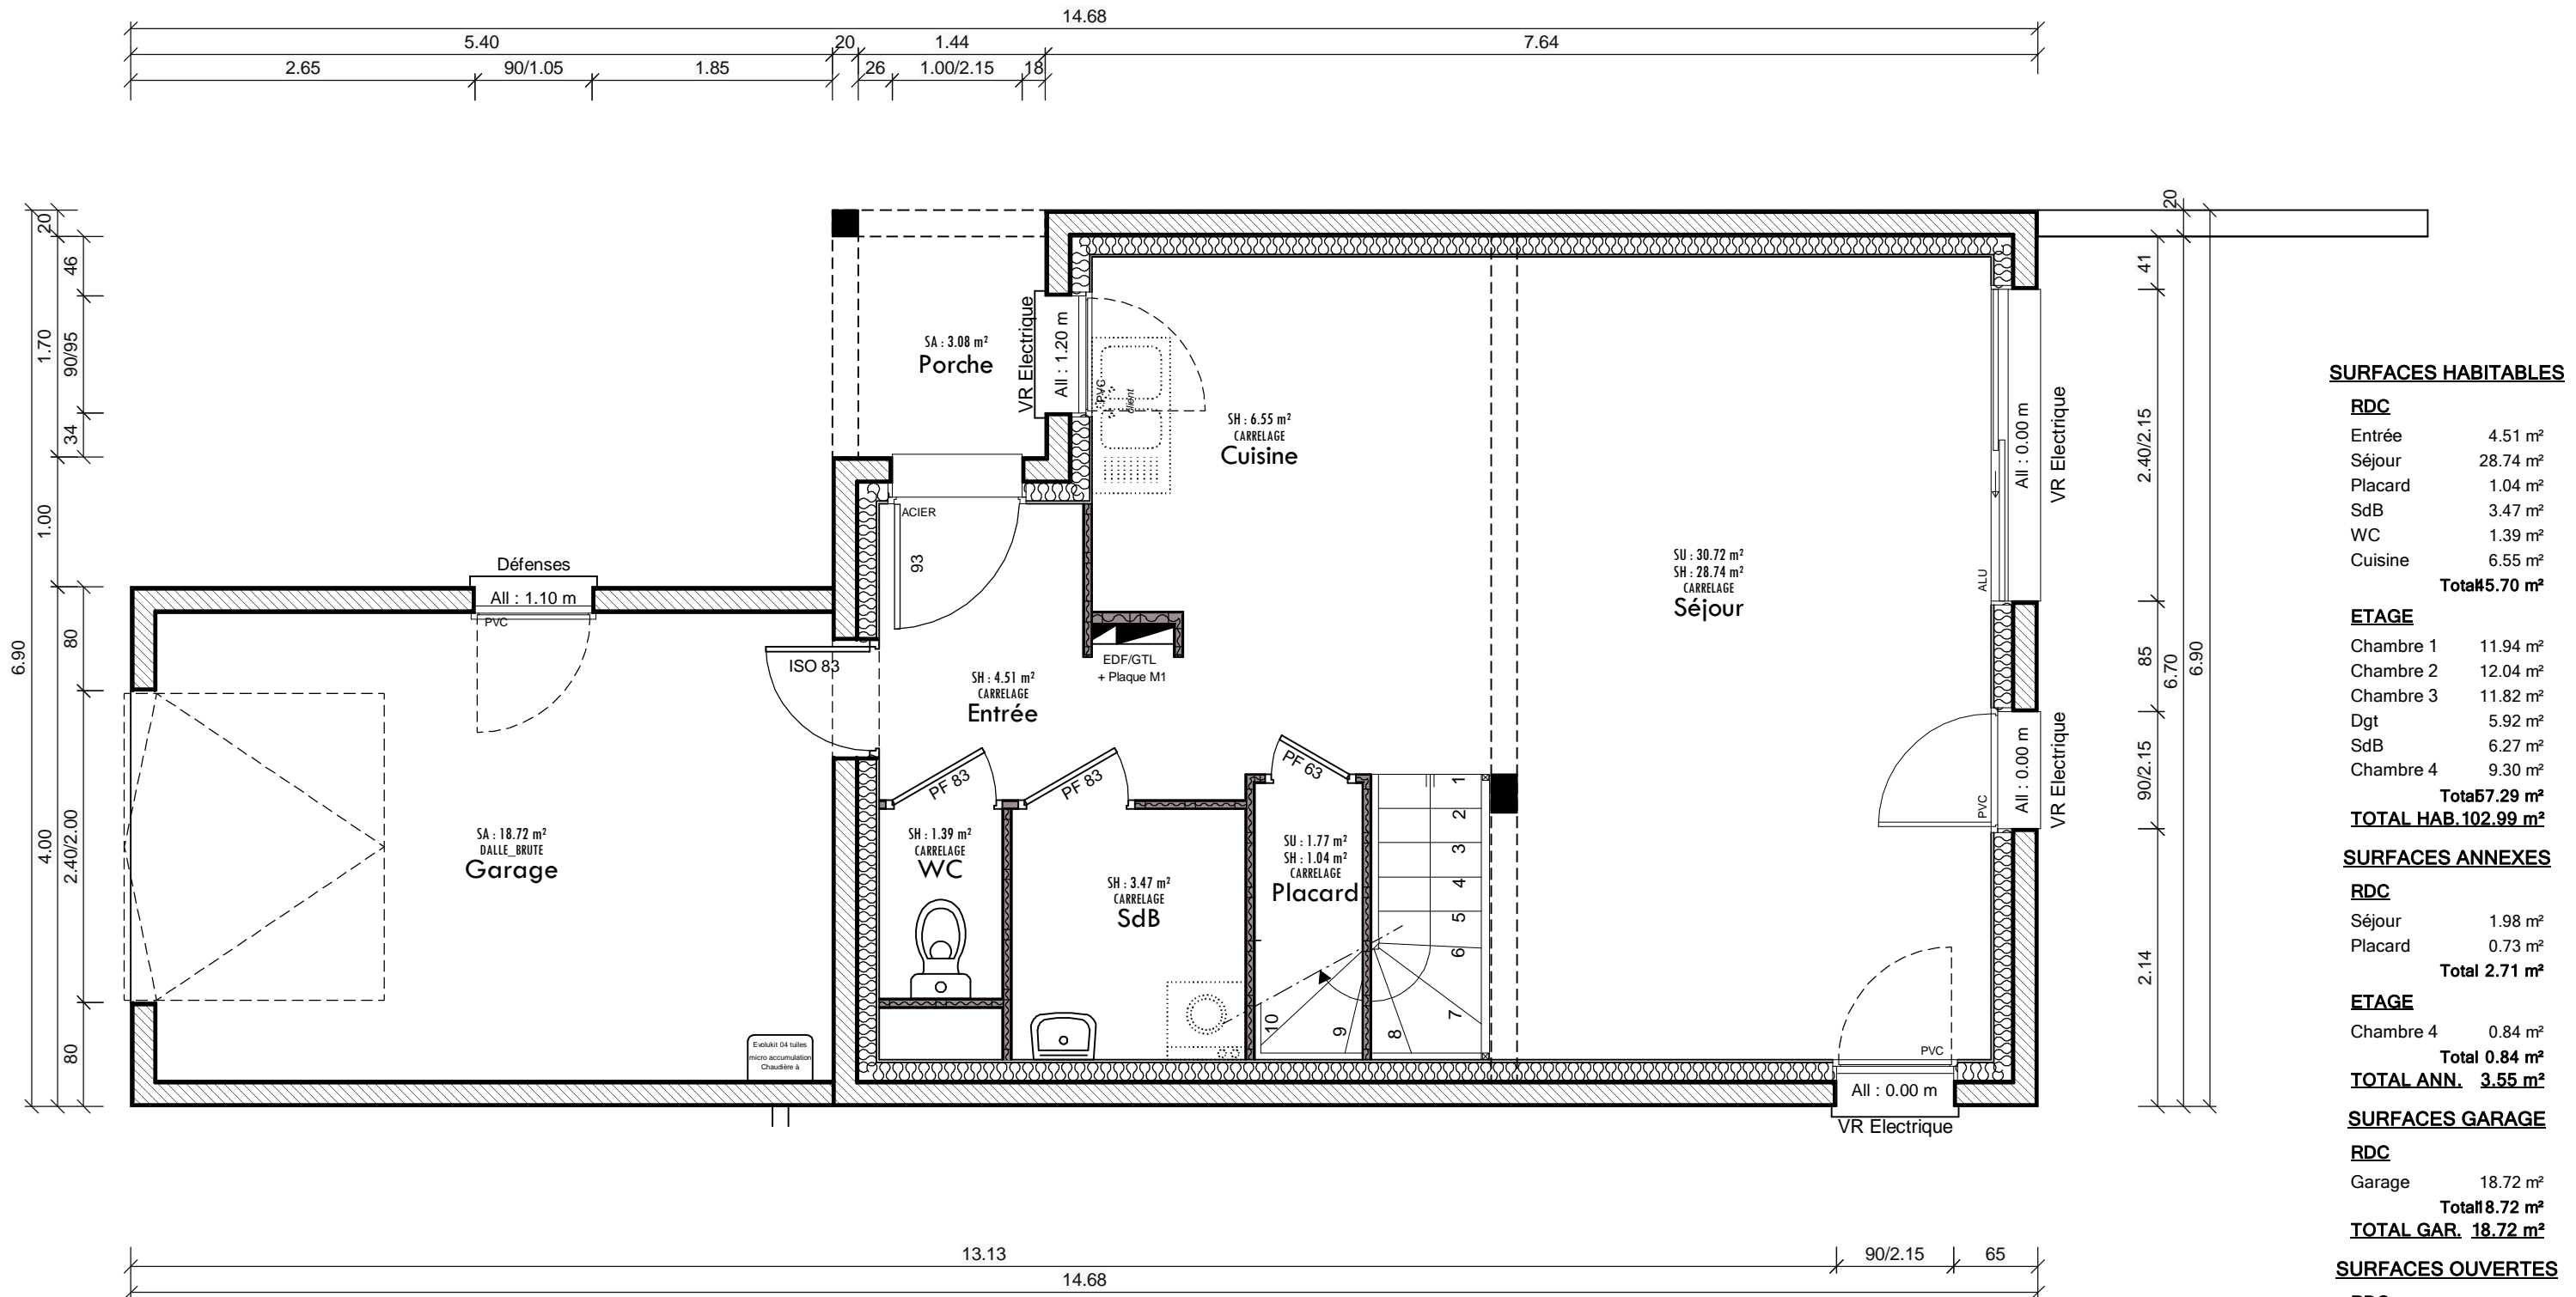 14.68
5.40 20 1.44 7.64
2.65 90/1.05 1.85 26 1.00/2.15 18
20
46
1.70
90/95
34
1.00
6.90
80
4.00
2.40/2.00
80
20
41
2.40/2.15
85
6.70
6.90
90/2.15
2.14
SA : 3.08 m²
Porche
VR Electrique
All : 1.20 m
PVC
client
SH : 6.55 m²
CARRELAGE
Cuisine
All : 0.00 m
VR Electrique
ALU
SU : 30.72 m²
SH : 28.74 m²
CARRELAGE
Séjour
ACIER
93
Défenses
All : 1.10 m
PVC
ISO 83
EDF/GTL
+ Plaque M1
SH : 4.51 m²
CARRELAGE
Entrée
PF 83
PF 83
PF 63
All : 0.00 m
VR Electrique
PVC
SA : 18.72 m²
DALLE_BRUTE
Garage
SH : 1.39 m²
CARRELAGE
WC
SH : 3.47 m²
CARRELAGE
SdB
SU : 1.77 m²
SH : 1.04 m²
CARRELAGE
Placard
1
2
3
4
5
6
7
8
9
10
Evolukit 04 tuiles
micro accumulation
Chaudière à
PVC
All : 0.00 m
VR Electrique
13.13 90/2.15 65
14.68
SURFACES HABITABLES
RDC
Entrée 4.51 m²
Séjour 28.74 m²
Placard 1.04 m²
SdB 3.47 m²
WC 1.39 m²
Cuisine 6.55 m²
Total 45.70 m²
ETAGE
Chambre 1 11.94 m²
Chambre 2 12.04 m²
Chambre 3 11.82 m²
Dgt 5.92 m²
SdB 6.27 m²
Chambre 4 9.30 m²
Total 57.29 m²
TOTAL HAB. 102.99 m²
SURFACES ANNEXES
RDC
Séjour 1.98 m²
Placard 0.73 m²
Total 2.71 m²
ETAGE
Chambre 4 0.84 m²
Total 0.84 m²
TOTAL ANN. 3.55 m²
SURFACES GARAGE
RDC
Garage 18.72 m²
Total 18.72 m²
TOTAL GAR. 18.72 m²
SURFACES OUVERTES